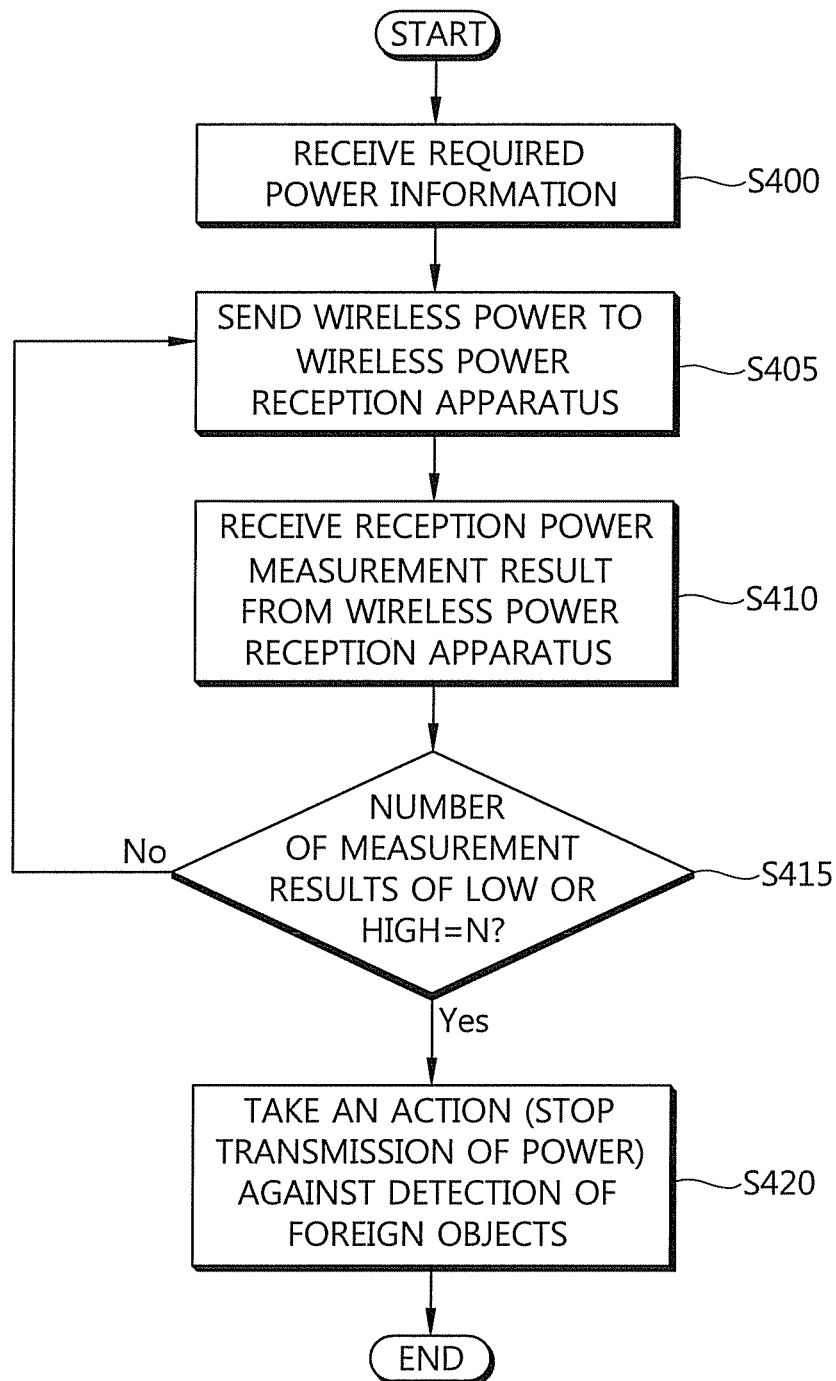 START
RECEIVE REQUIRED
POWER INFORMATION
S400
SEND WIRELESS POWER TO
WIRELESS POWER
RECEPTION APPARATUS
S405
RECEIVE RECEPTION POWER
MEASUREMENT RESULT
FROM WIRELESS POWER
RECEPTION APPARATUS
S410
NUMBER
OF MEASUREMENT
RESULTS OF LOW OR
HIGH=N?
No
S415
Yes
TAKE AN ACTION (STOP
TRANSMISSION OF POWER)
AGAINST DETECTION OF
FOREIGN OBJECTS
S420
END